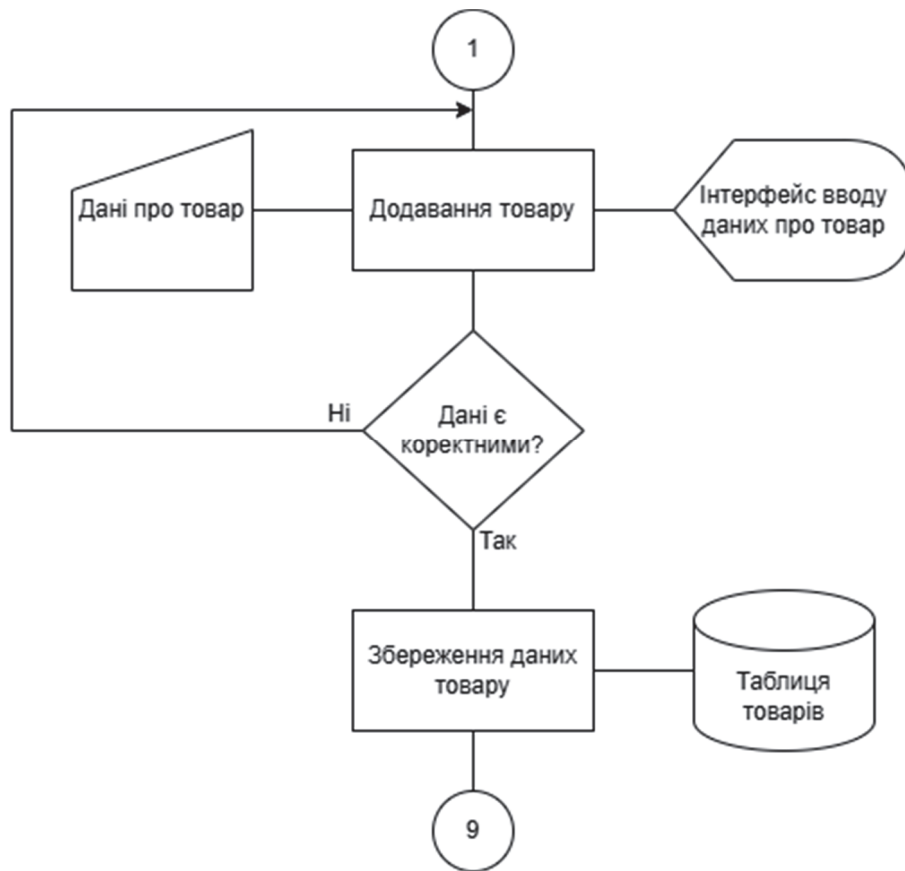 1
Дані про товар
Додавання товару
Інтерфейс вводу
даних про товар
Ні
Дані є
коректними?
Так
Збереження даних
товару
Таблиця
товарів
9